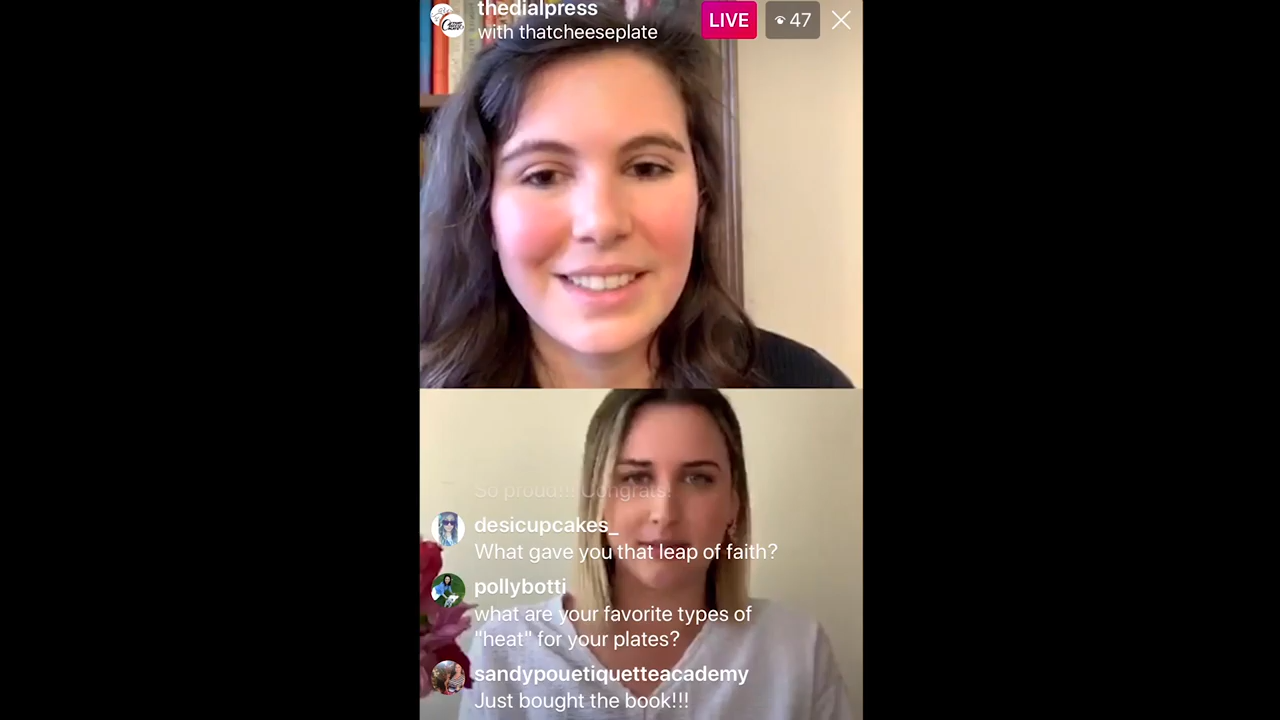 thedialpress
with thatcheeseplate
LIVE
47
So proud!!! Congrats!
desicupcakes_
What gave you that leap of faith?
pollybotti
what are your favorite types of
"heat" for your plates?
sandypouetiquetteacademy
Just bought the book!!!